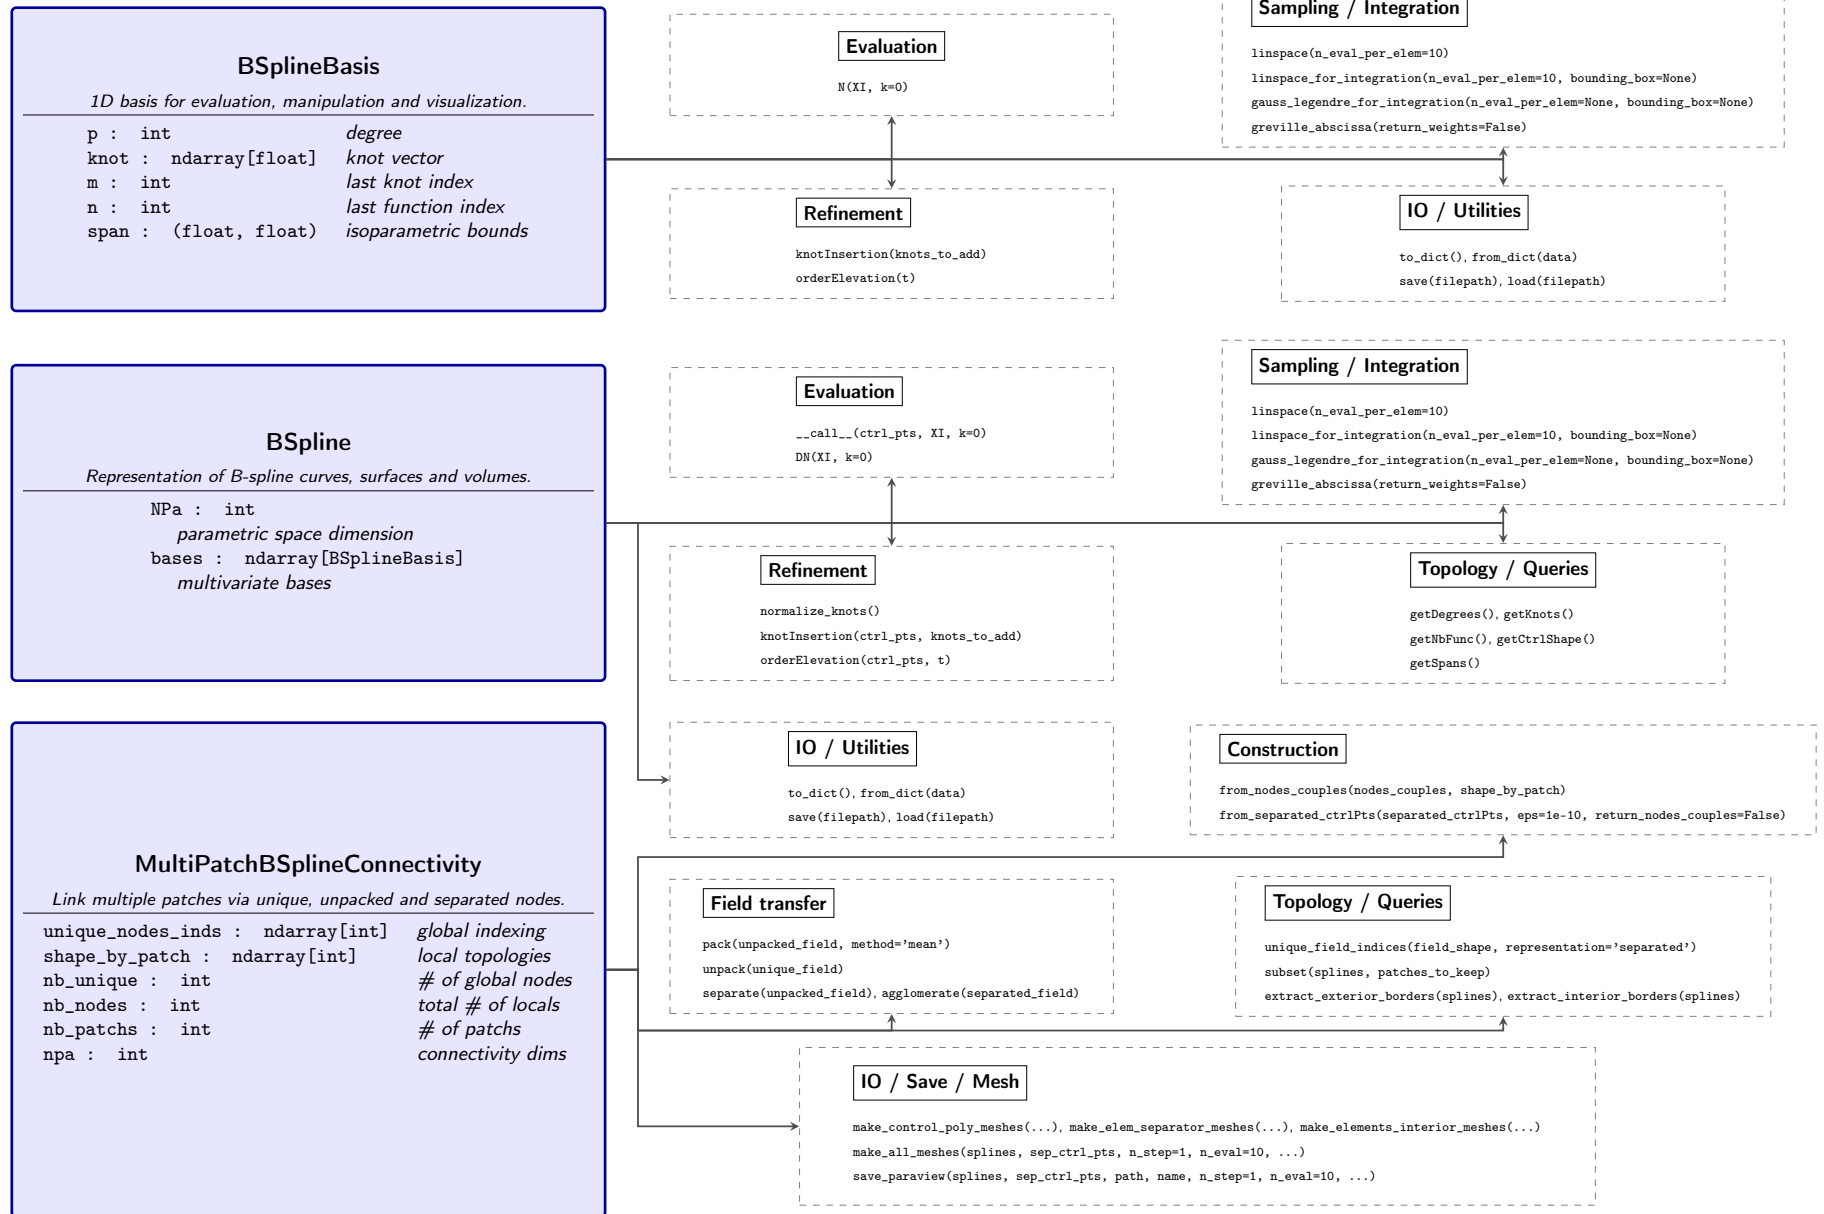 BSplineBasis
1D basis for evaluation, manipulation and visualization.
p : int degree
knot : ndarray[float] knot vector
m : int last knot index
n : int last function index
span : (float, float) isoparametric bounds
Evaluation
N(XI, k=0)
Sampling / Integration
linspace(n_eval_per_elem=10)
linspace_for_integration(n_eval_per_elem=10, bounding_box=None)
gauss_legendre_for_integration(n_eval_per_elem=None, bounding_box=None)
greville_abscissa(return_weights=False)
Refinement
knotInsertion(knots_to_add)
orderElevation(t)
IO / Utilities
to_dict(), from_dict(data)
save(filepath), load(filepath)
BSpline
Representation of B-spline curves, surfaces and volumes.
NPa : int
parametric space dimension
bases : ndarray[BSplineBasis]
multivariate bases
Evaluation
__call__(ctrl_pts, XI, k=0)
DN(XI, k=0)
Sampling / Integration
linspace(n_eval_per_elem=10)
linspace_for_integration(n_eval_per_elem=10, bounding_box=None)
gauss_legendre_for_integration(n_eval_per_elem=None, bounding_box=None)
greville_abscissa(return_weights=False)
Refinement
normalize_knots()
knotInsertion(ctrl_pts, knots_to_add)
orderElevation(ctrl_pts, t)
Topology / Queries
getDegrees(), getKnots()
getNbFunc(), getCtrlShape()
getSpans()
IO / Utilities
to_dict(), from_dict(data)
save(filepath), load(filepath)
MultiPatchBSplineConnectivity
Link multiple patches via unique, unpacked and separated nodes.
unique_nodes_inds : ndarray[int] global indexing
shape_by_patch : ndarray[int] local topologies
nb_unique : int # of global nodes
nb_nodes : int total # of locals
nb_patchs : int # of patchs
npa : int connectivity dims
Construction
from_nodes_couples(nodes_couples, shape_by_patch)
from_separated_ctrlPts(separated_ctrlPts, eps=1e-10, return_nodes_couples=False)
Field transfer
pack(unpacked_field, method='mean')
unpack(unique_field)
separate(unpacked_field), agglomerate(separated_field)
Topology / Queries
unique_field_indices(field_shape, representation='separated')
subset(splines, patches_to_keep)
extract_exterior_borders(splines), extract_interior_borders(splines)
IO / Save / Mesh
make_control_poly_meshes(...), make_elem_separator_meshes(...), make_elements_interior_meshes(...)
make_all_meshes(splines, sep_ctrl_pts, n_step=1, n_eval=10, ...)
save_paraview(splines, sep_ctrl_pts, path, name, n_step=1, n_eval=10, ...)